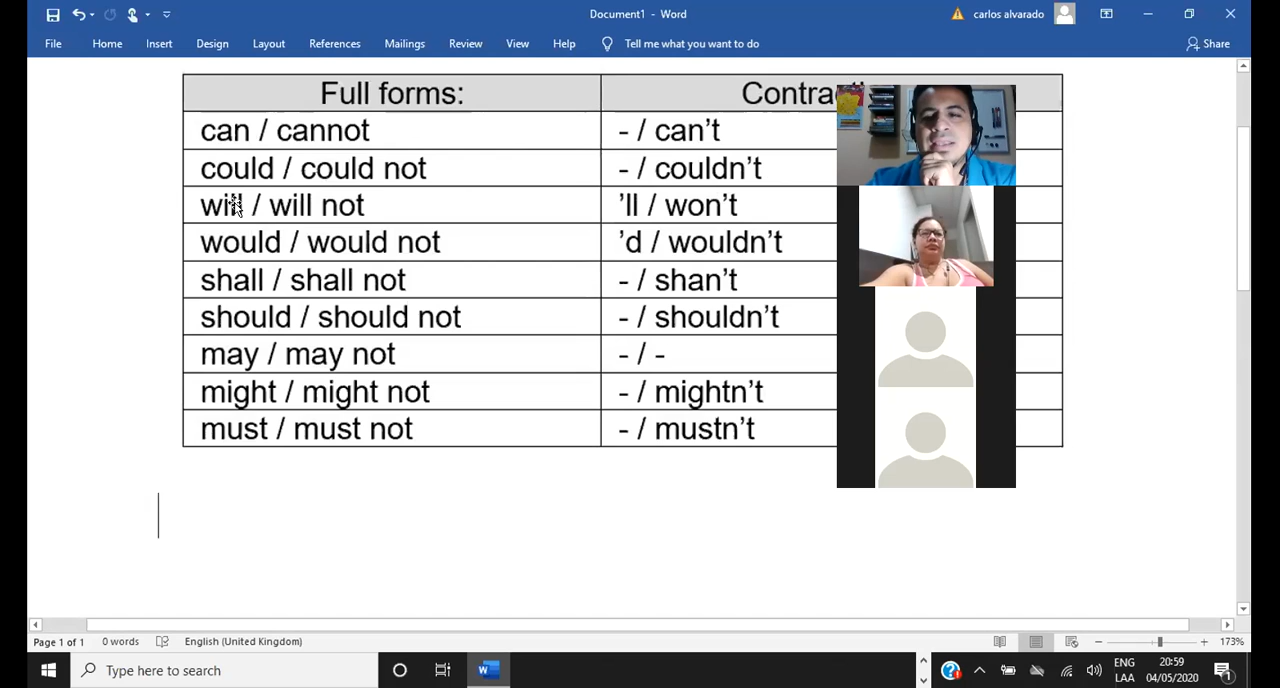 Document1 - Word
carlos alvarado
File Home Insert Design Layout References Mailings Review View Help Tell me what you want to do Share
Full forms:
can / cannot - / can’t
could / could not - / couldn’t
will / will not ’ll / won’t
would / would not ’d / wouldn’t
shall / shall not - / shan’t
should / should not - / shouldn’t
may / may not - / -
might / might not - / mightn’t
must / must not - / mustn’t
Page 1 of 1 0 words English (United Kingdom) 173%
Type here to search
ENG 20:59
LAA 04/05/2020